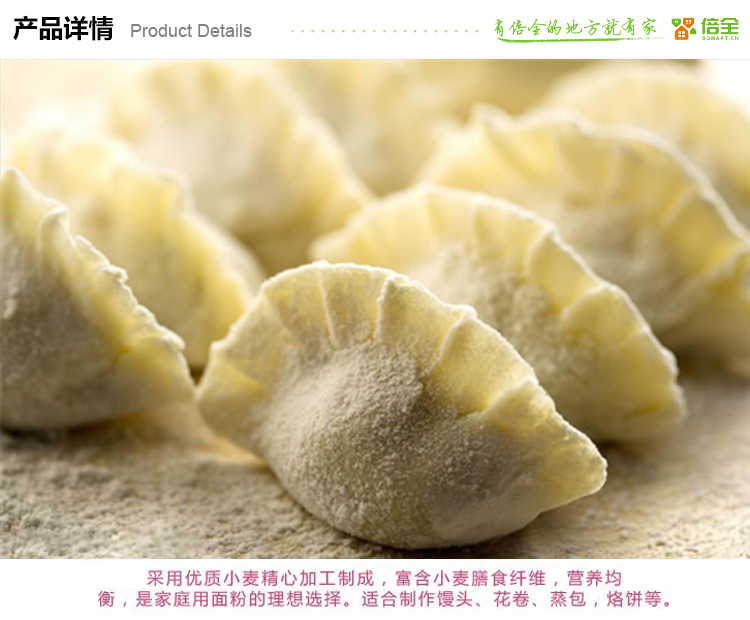 产品详情 Product Details
有倍全的地方就有家
倍全
BQMART.CN
采用优质小麦精心加工制成，富含小麦膳食纤维，营养均
衡，是家庭用面粉的理想选择。适合制作馒头、花卷、蒸包，烙饼等。